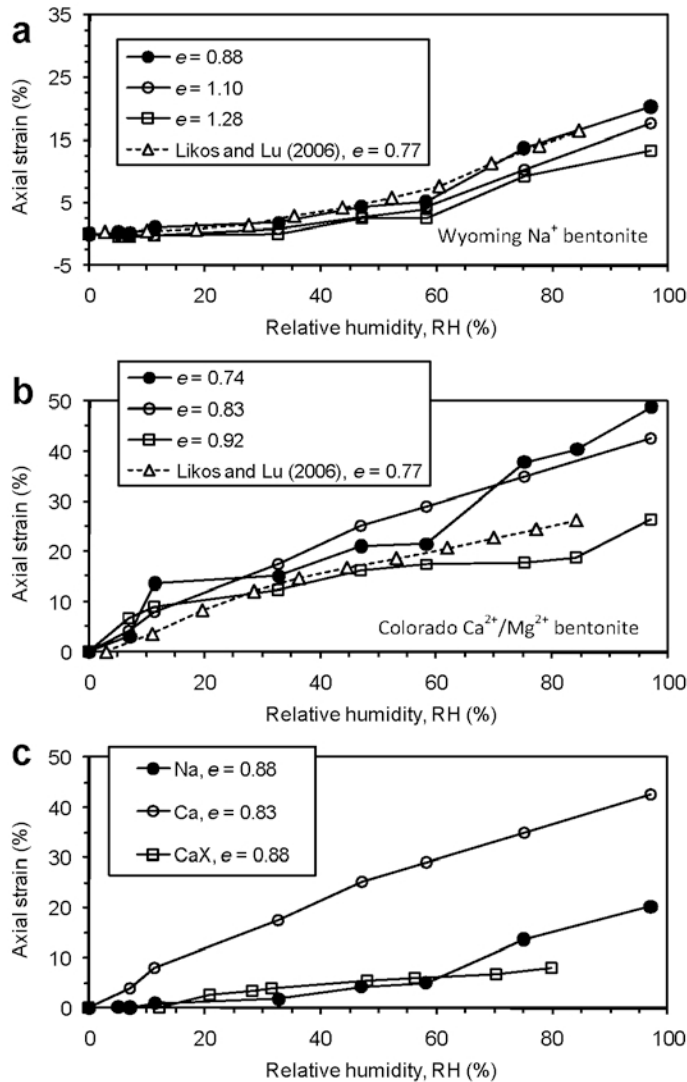 a
35
25
15
5
-5
Axial strain (%)
e = 0.88
e = 1.10
e = 1.28
Likos and Lu (2006), e = 0.77
Wyoming Na⁺ bentonite
0 20 40 60 80 100
Relative humidity, RH (%)
b
50
40
30
20
10
0
Axial strain (%)
e = 0.74
e = 0.83
e = 0.92
Likos and Lu (2006), e = 0.77
Colorado Ca²⁺/Mg²⁺ bentonite
0 20 40 60 80 100
Relative humidity, RH (%)
c
50
40
30
20
10
0
Axial strain (%)
Na, e = 0.88
Ca, e = 0.83
CaX, e = 0.88
0 20 40 60 80 100
Relative humidity, RH (%)